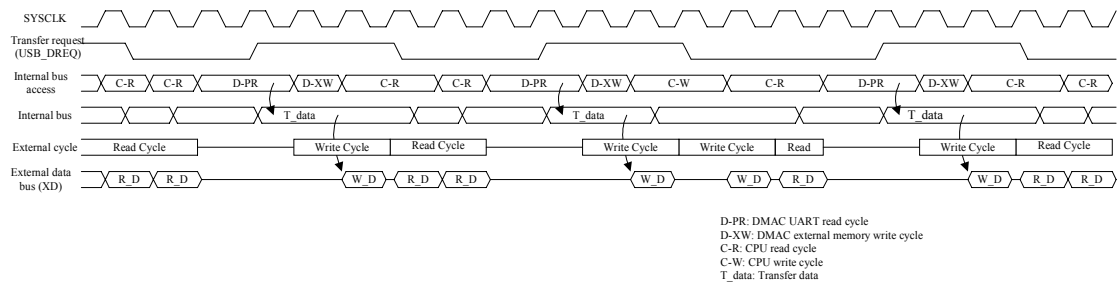 SYSCLK
Transfer request
(USB_DREQ)
Internal bus
access
C-R C-R D-PR D-XW C-R C-R D-PR D-XW C-W C-R D-PR D-XW C-R C-R
Internal bus
T_data T_data T_data
External cycle
Read Cycle Write Cycle Read Cycle Write Cycle Write Cycle Read Write Cycle Read Cycle
External data
bus (XD)
R_D R_D W_D R_D R_D W_D W_D R_D W_D R_D R_D
D-PR: DMAC UART read cycle
D-XW: DMAC external memory write cycle
C-R: CPU read cycle
C-W: CPU write cycle
T_data: Transfer data